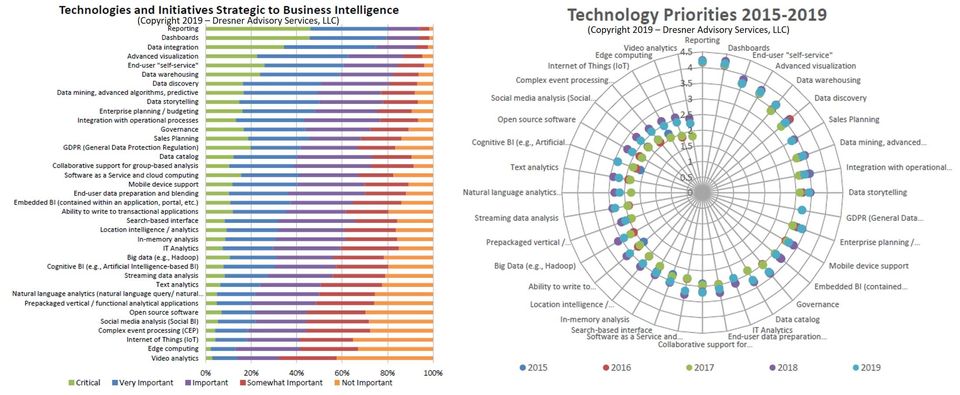 Technologies and Initiatives Strategic to Business Intelligence
(Copyright 2019 – Dresner Advisory Services, LLC)
Reporting
Dashboards
Data integration
Advanced visualization
End-user "self-service"
Data warehousing
Data discovery
Data mining, advanced algorithms, predictive
Data storytelling
Enterprise planning / budgeting
Integration with operational processes
Governance
Sales Planning
GDPR (General Data Protection Regulation)
Data catalog
Collaborative support for group-based analysis
Software as a Service and cloud computing
Mobile device support
End-user data preparation and blending
Embedded BI (contained within an application, portal, etc.)
Ability to write to transactional applications
Search-based interface
Location intelligence / analytics
In-memory analysis
IT Analytics
Big data (e.g., Hadoop)
Cognitive BI (e.g., Artificial Intelligence-based BI)
Streaming data analysis
Text analytics
Natural language analytics (natural language query/ natural...
Prepackaged vertical / functional analytical applications
Open source software
Social media analysis (Social BI)
Complex event processing (CEP)
Internet of Things (IoT)
Edge computing
Video analytics
0% 20% 40% 60% 80% 100%
Critical Very Important Important Somewhat Important Not Important
Technology Priorities 2015-2019
(Copyright 2019 – Dresner Advisory Services, LLC)
Reporting
Dashboards
End-user "self-service"
Advanced visualization
Data warehousing
Data discovery
Sales Planning
Data mining, advanced...
Integration with operational...
Data storytelling
GDPR (General Data...
Enterprise planning /...
Mobile device support
Embedded BI (contained...
Governance
Data catalog
IT Analytics
End-user data preparation...
Collaborative support for...
Software as a Service and...
Search-based interface
In-memory analysis
Location intelligence /...
Ability to write to...
Big Data (e.g., Hadoop)
Prepackaged vertical /...
Streaming data analysis
Natural language analytics...
Text analytics
Cognitive BI (e.g., Artificial...
Open source software
Social media analysis (Social...
Complex event processing...
Internet of Things (IoT)
Edge computing
Video analytics
4.5
4
3.5
3
2.5
2
1.5
1
0.5
0
2015 2016 2017 2018 2019